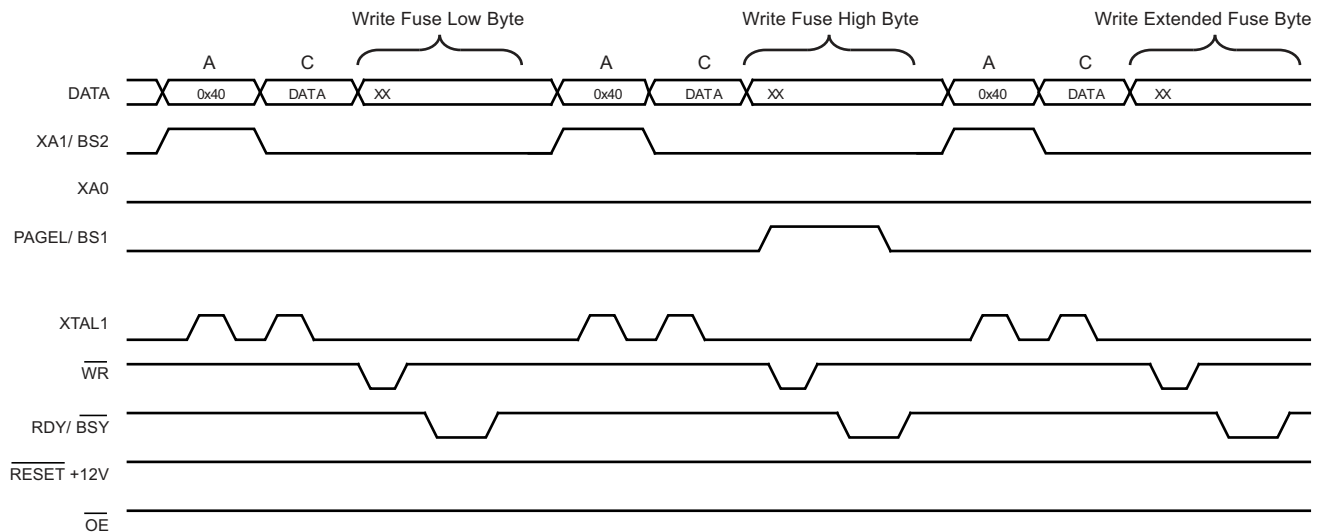 Write Fuse Low Byte Write Fuse High Byte Write Extended Fuse Byte
A C A C A C
DATA 0x40 DATA XX 0x40 DATA XX 0x40 DATA XX
XA1/ BS2
XA0
PAGEL/ BS1
XTAL1
WR
RDY/ BSY
RESET +12V
OE